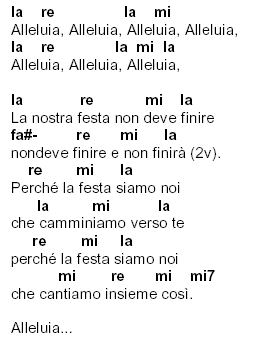 la re la mi
Alleluia, Alleluia, Alleluia, Alleluia,
la re la mi la
Alleluia, Alleluia, Alleluia,
la re mi la
La nostra festa non deve finire
fa#- re mi la
nondeve finire e non finirà (2v).
re mi la
Perché la festa siamo noi
la mi la
che camminiamo verso te
re mi la
perché la festa siamo noi
mi re mi mi7
che cantiamo insieme così.
Alleluia...